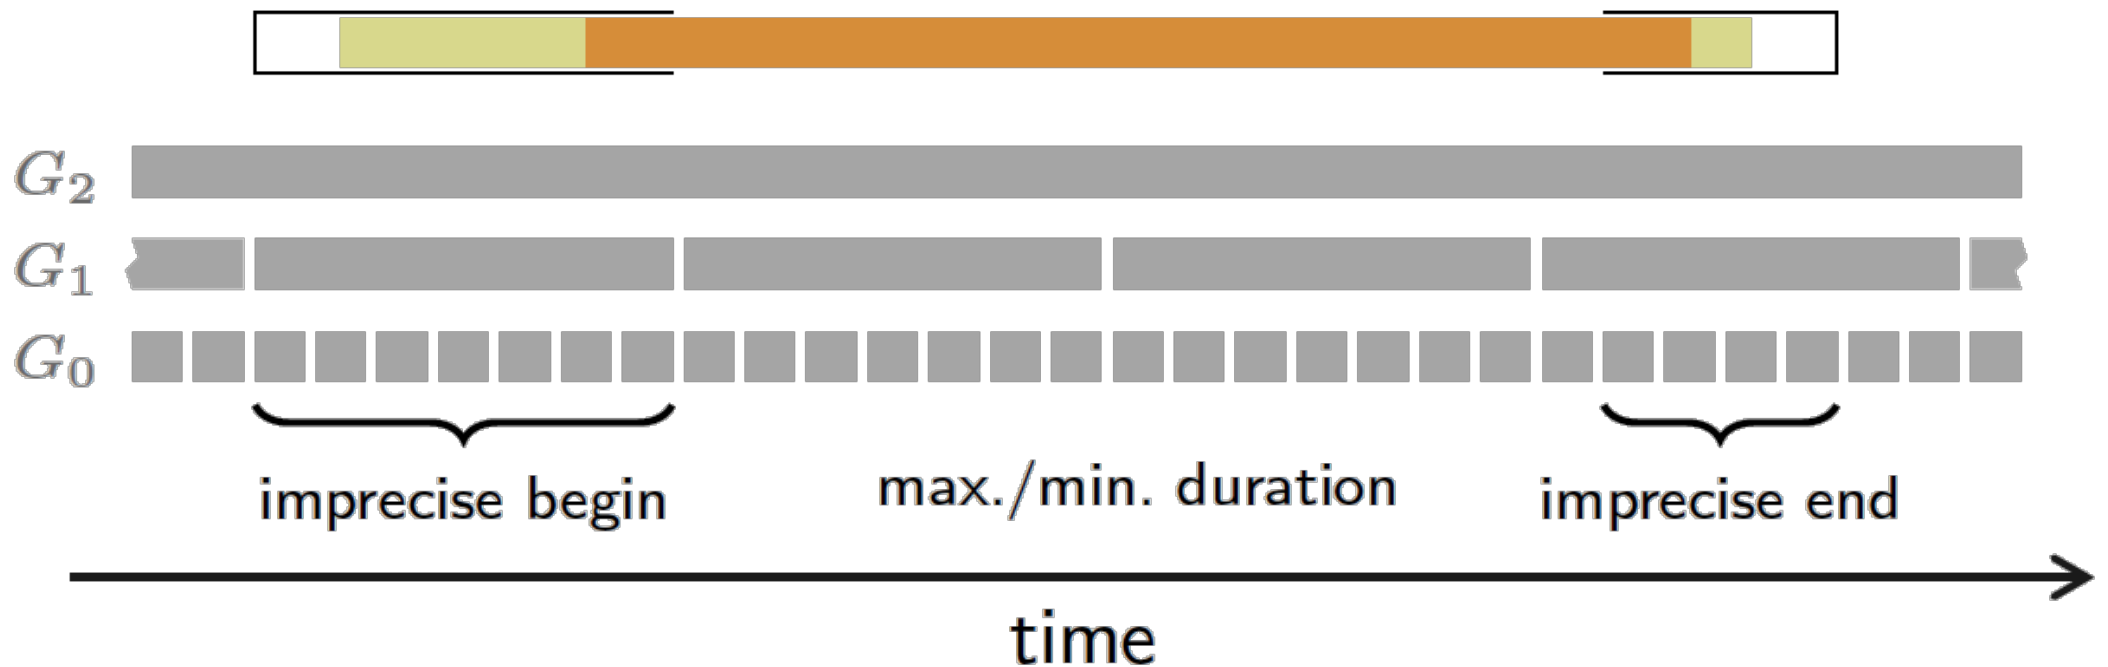 G₂
G₁
G₀
imprecise begin
max./min. duration
imprecise end
time